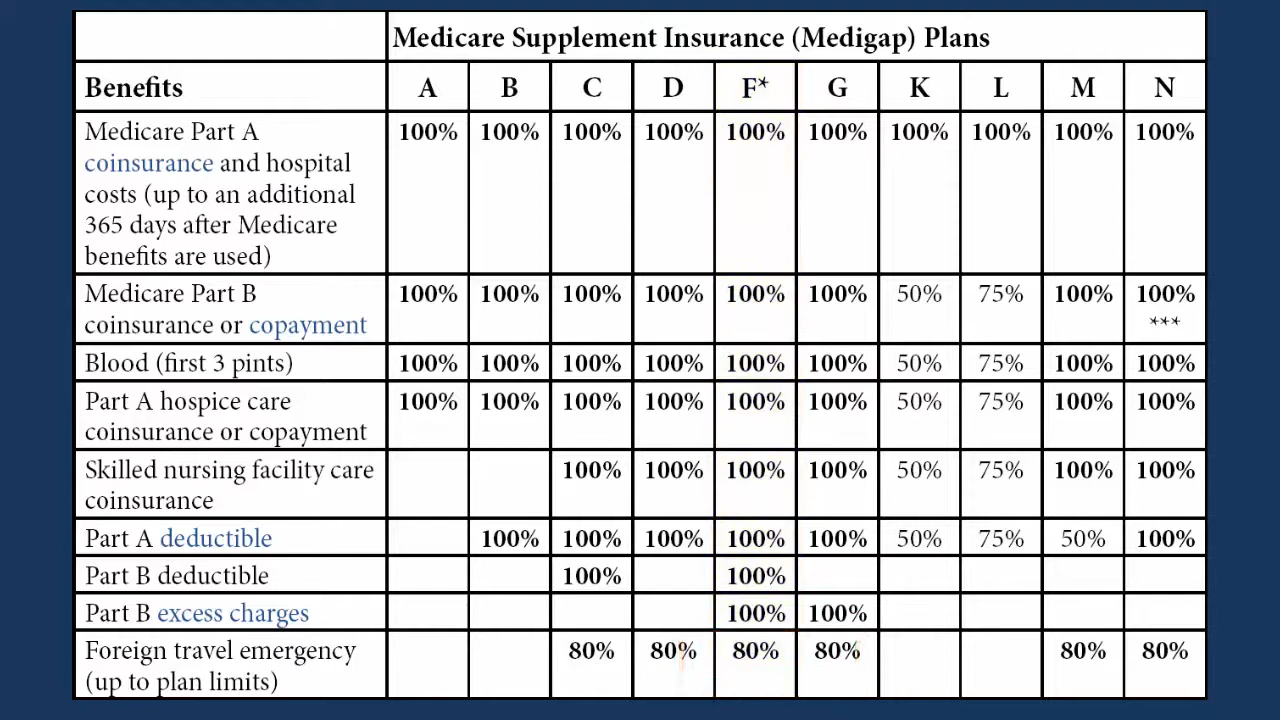 Medicare Supplement Insurance (Medigap) Plans
Benefits A B C D F* G K L M N
Medicare Part A 100% 100% 100% 100% 100% 100% 100% 100% 100% 100%
coinsurance and hospital
costs (up to an additional
365 days after Medicare
benefits are used)
Medicare Part B 100% 100% 100% 100% 100% 100% 50% 75% 100% 100%
coinsurance or copayment ***
Blood (first 3 pints) 100% 100% 100% 100% 100% 100% 50% 75% 100% 100%
Part A hospice care 100% 100% 100% 100% 100% 100% 50% 75% 100% 100%
coinsurance or copayment
Skilled nursing facility care 100% 100% 100% 100% 50% 75% 100% 100%
coinsurance
Part A deductible 100% 100% 100% 100% 100% 50% 75% 50% 100%
Part B deductible 100% 100%
Part B excess charges 100% 100%
Foreign travel emergency 80% 80% 80% 80% 80% 80%
(up to plan limits)